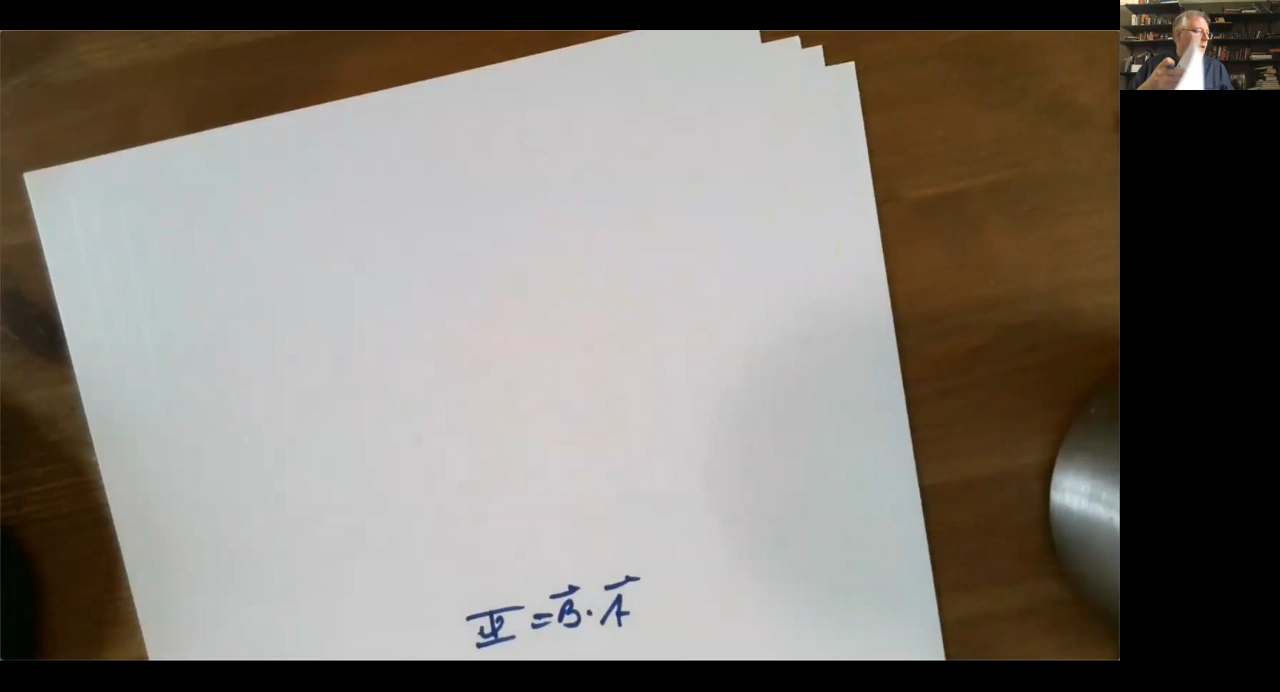 Φ = B⃗ · A⃗